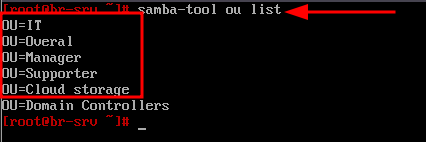 [root@br-srv ]# samba-tool ou list
OU=IT
OU=Overal
OU=Manager
OU=Supporter
OU=Cloud storage
OU=Domain Controllers
[root@br-srv ]# _